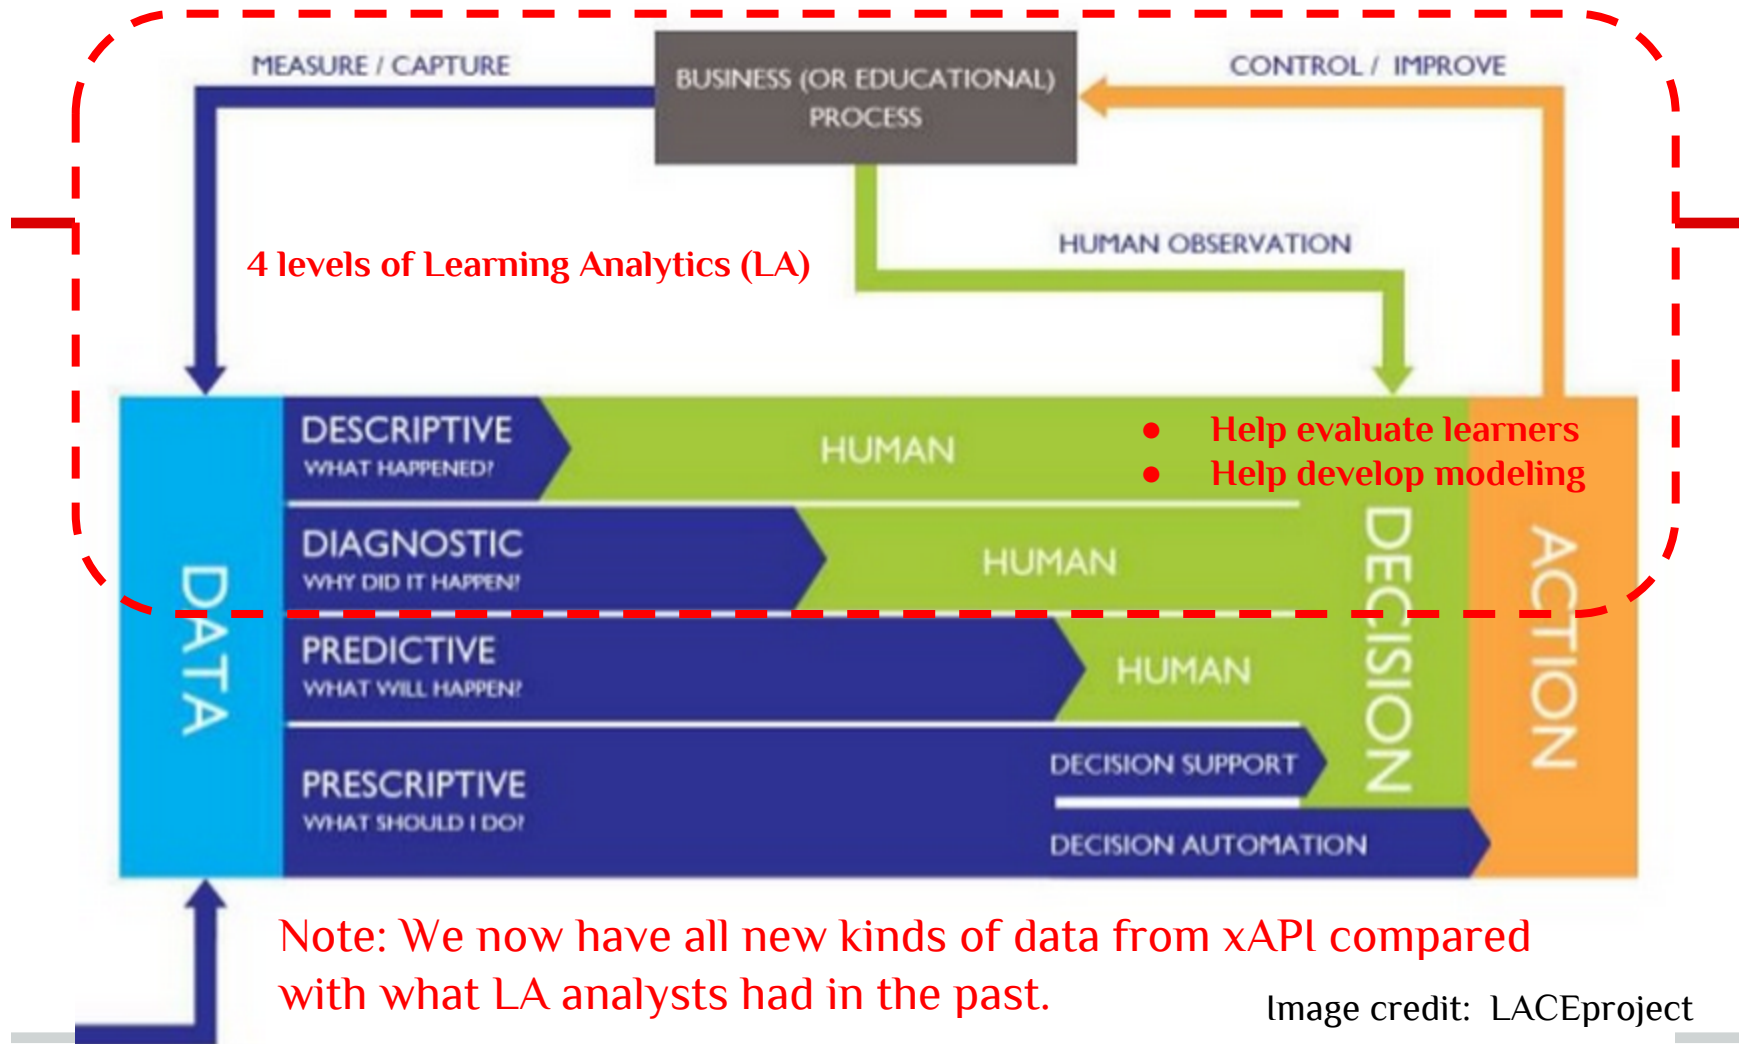 MEASURE / CAPTURE
BUSINESS (OR EDUCATIONAL)
PROCESS
CONTROL / IMPROVE
4 levels of Learning Analytics (LA)
HUMAN OBSERVATION
DATA
DESCRIPTIVE
WHAT HAPPENED?
HUMAN
● Help evaluate learners
● Help develop modeling
DIAGNOSTIC
WHY DID IT HAPPEN?
HUMAN
PREDICTIVE
WHAT WILL HAPPEN?
HUMAN
PRESCRIPTIVE
WHAT SHOULD I DO?
DECISION SUPPORT
DECISION AUTOMATION
DECISION
ACTION
Note: We now have all new kinds of data from xAPI compared
with what LA analysts had in the past.
Image credit: LACEproject